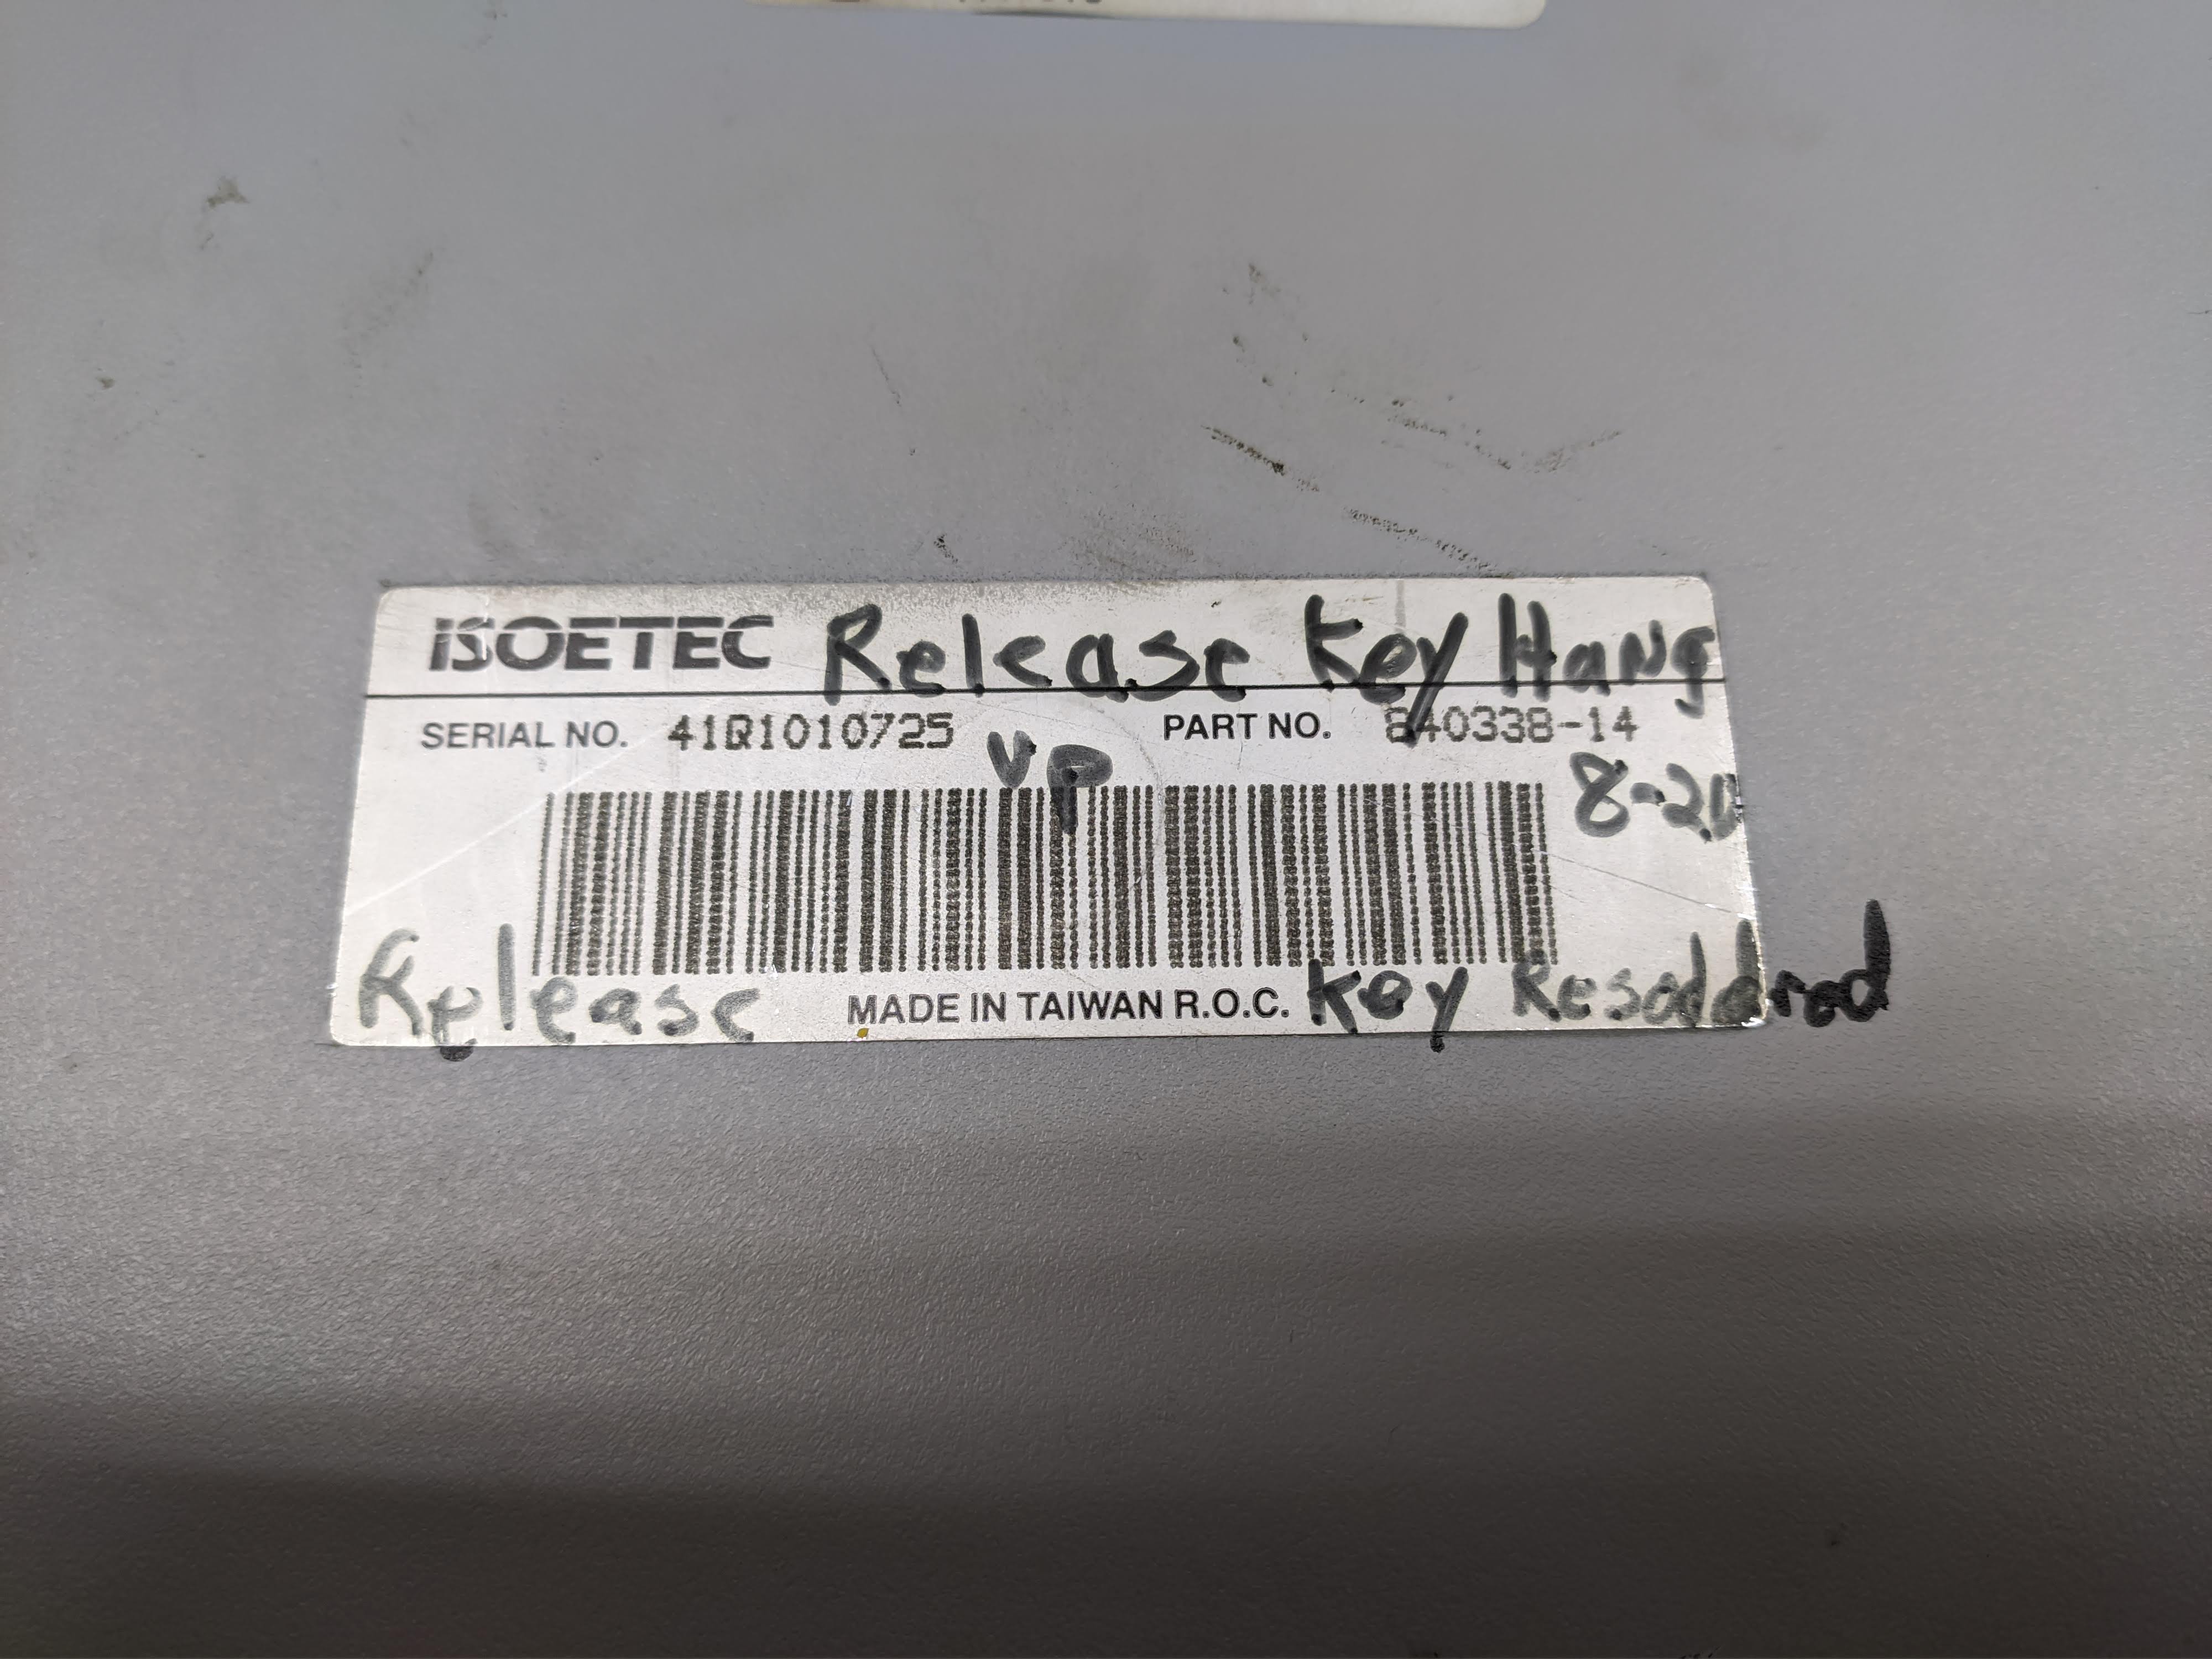 ISOETEC Release Key Hang
SERIAL NO. 41Q1010725 PART NO. 840338-14
up 8-20
Release MADE IN TAIWAN R.O.C. Key Resoddrod